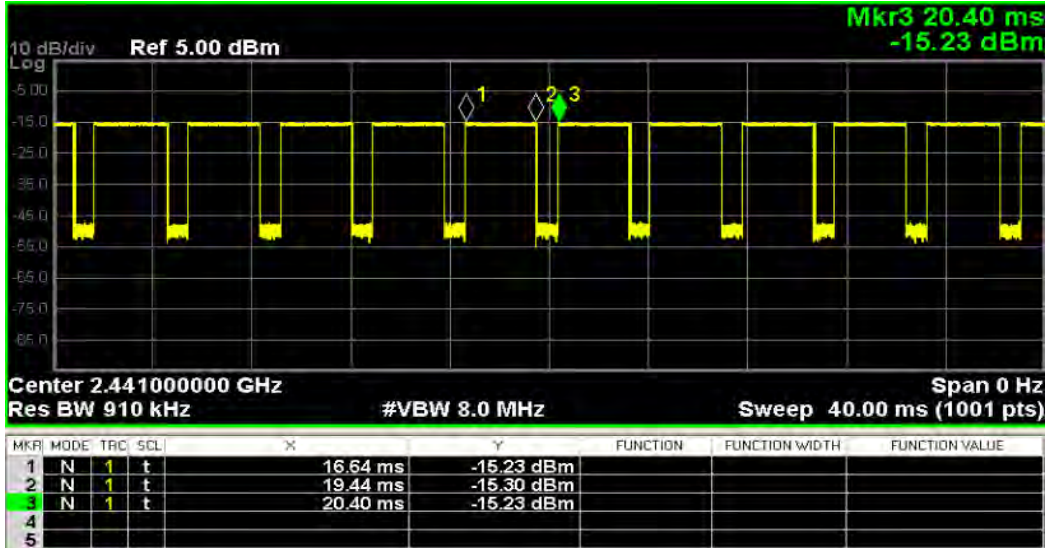 Mkr3 20.40 ms
10 dB/div Ref 5.00 dBm -15.23 dBm
Log
-5.00
1 2 3
-15.0
-25.0
-35.0
-45.0
-55.0
-65.0
-75.0
-85.0
Center 2.441000000 GHz Span 0 Hz
Res BW 910 kHz #VBW 8.0 MHz Sweep 40.00 ms (1001 pts)
MKR MODE TRC SCL X Y FUNCTION FUNCTION WIDTH FUNCTION VALUE
1 N 1 t 16.64 ms -15.23 dBm
2 N 1 t 19.44 ms -15.30 dBm
3 N 1 t 20.40 ms -15.23 dBm
4
5